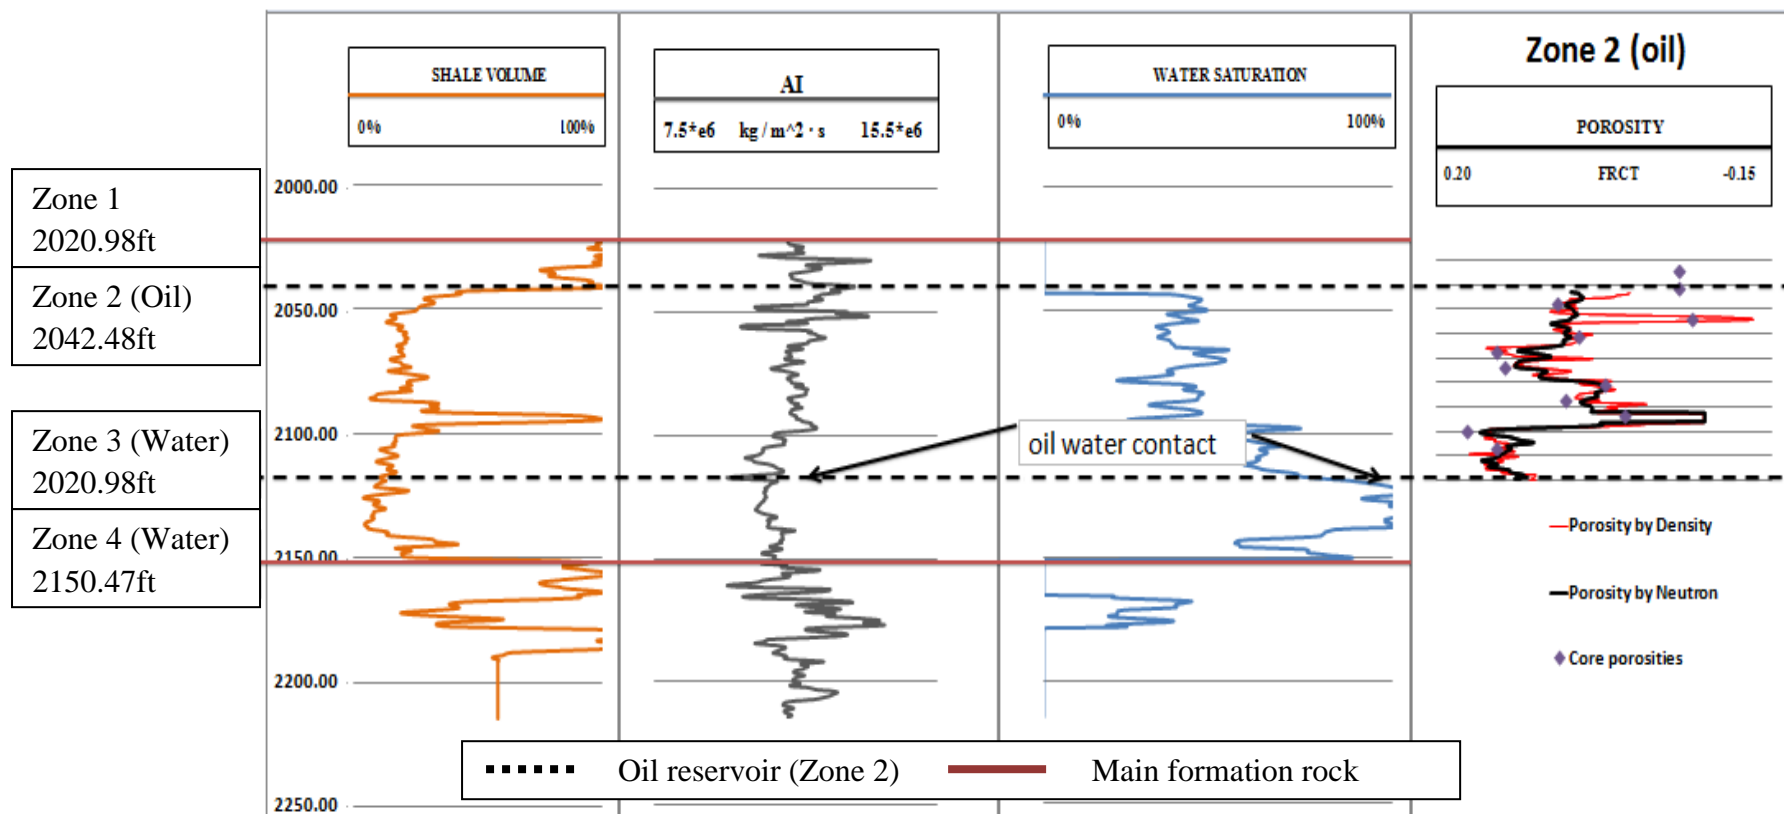 Zone 2 (oil)
SHALE VOLUME
0% 100%
AI
7.5*e6 kg / m^2 · s 15.5*e6
WATER SATURATION
0% 100%
POROSITY
0.20 FRCT -0.15
Zone 1
2020.98ft
Zone 2 (Oil)
2042.48ft
Zone 3 (Water)
2020.98ft
Zone 4 (Water)
2150.47ft
2000.00
2050.00
2100.00
2150.00
2200.00
2250.00
oil water contact
Porosity by Density
Porosity by Neutron
Core porosities
Oil reservoir (Zone 2) Main formation rock